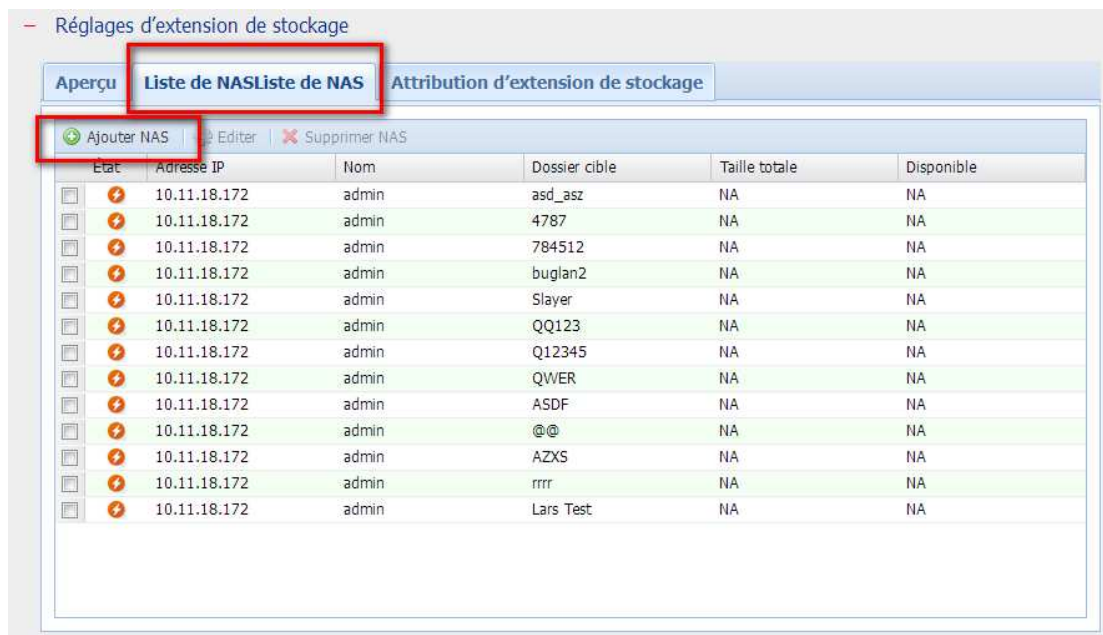 − Réglages d'extension de stockage
Aperçu Liste de NASListe de NAS Attribution d'extension de stockage
Ajouter NAS Editer Supprimer NAS
État Adresse IP Nom Dossier cible Taille totale Disponible
10.11.18.172 admin asd_asz NA NA
10.11.18.172 admin 4787 NA NA
10.11.18.172 admin 784512 NA NA
10.11.18.172 admin buglan2 NA NA
10.11.18.172 admin Slayer NA NA
10.11.18.172 admin QQ123 NA NA
10.11.18.172 admin Q12345 NA NA
10.11.18.172 admin QWER NA NA
10.11.18.172 admin ASDF NA NA
10.11.18.172 admin @@ NA NA
10.11.18.172 admin AZXS NA NA
10.11.18.172 admin rrrr NA NA
10.11.18.172 admin Lars Test NA NA